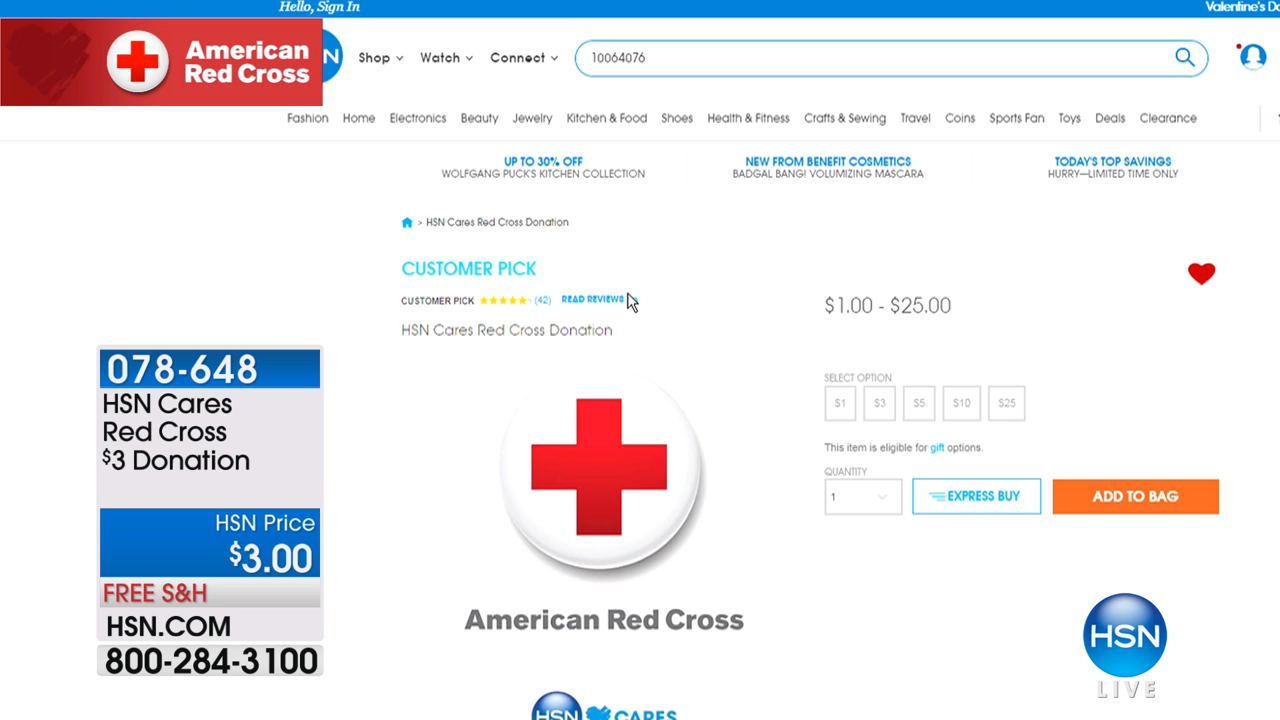 Hello, Sign In
Valentine's Da
American
Red Cross
N
Shop
Watch
Connect
10064076
Fashion
Home
Electronics
Beauty
Jewelry
Kitchen & Food
Shoes
Health & Fitness
Crafts & Sewing
Travel
Coins
Sports Fan
Toys
Deals
Clearance
UP TO 30% OFF
WOLFGANG PUCK'S KITCHEN COLLECTION
NEW FROM BENEFIT COSMETICS
BADGAL BANG! VOLUMIZING MASCARA
TODAY'S TOP SAVINGS
HURRY—LIMITED TIME ONLY
> HSN Cares Red Cross Donation
CUSTOMER PICK
CUSTOMER PICK
(42)
READ REVIEWS
HSN Cares Red Cross Donation
$1.00 - $25.00
SELECT OPTION
$1
$3
$5
$10
$25
This item is eligible for gift options.
QUANTITY
1
EXPRESS BUY
ADD TO BAG
078-648
HSN Cares
Red Cross
$3 Donation
HSN Price
$3.00
FREE S&H
HSN.COM
800-284-3100
American Red Cross
HSN
LIVE
HSN CARES